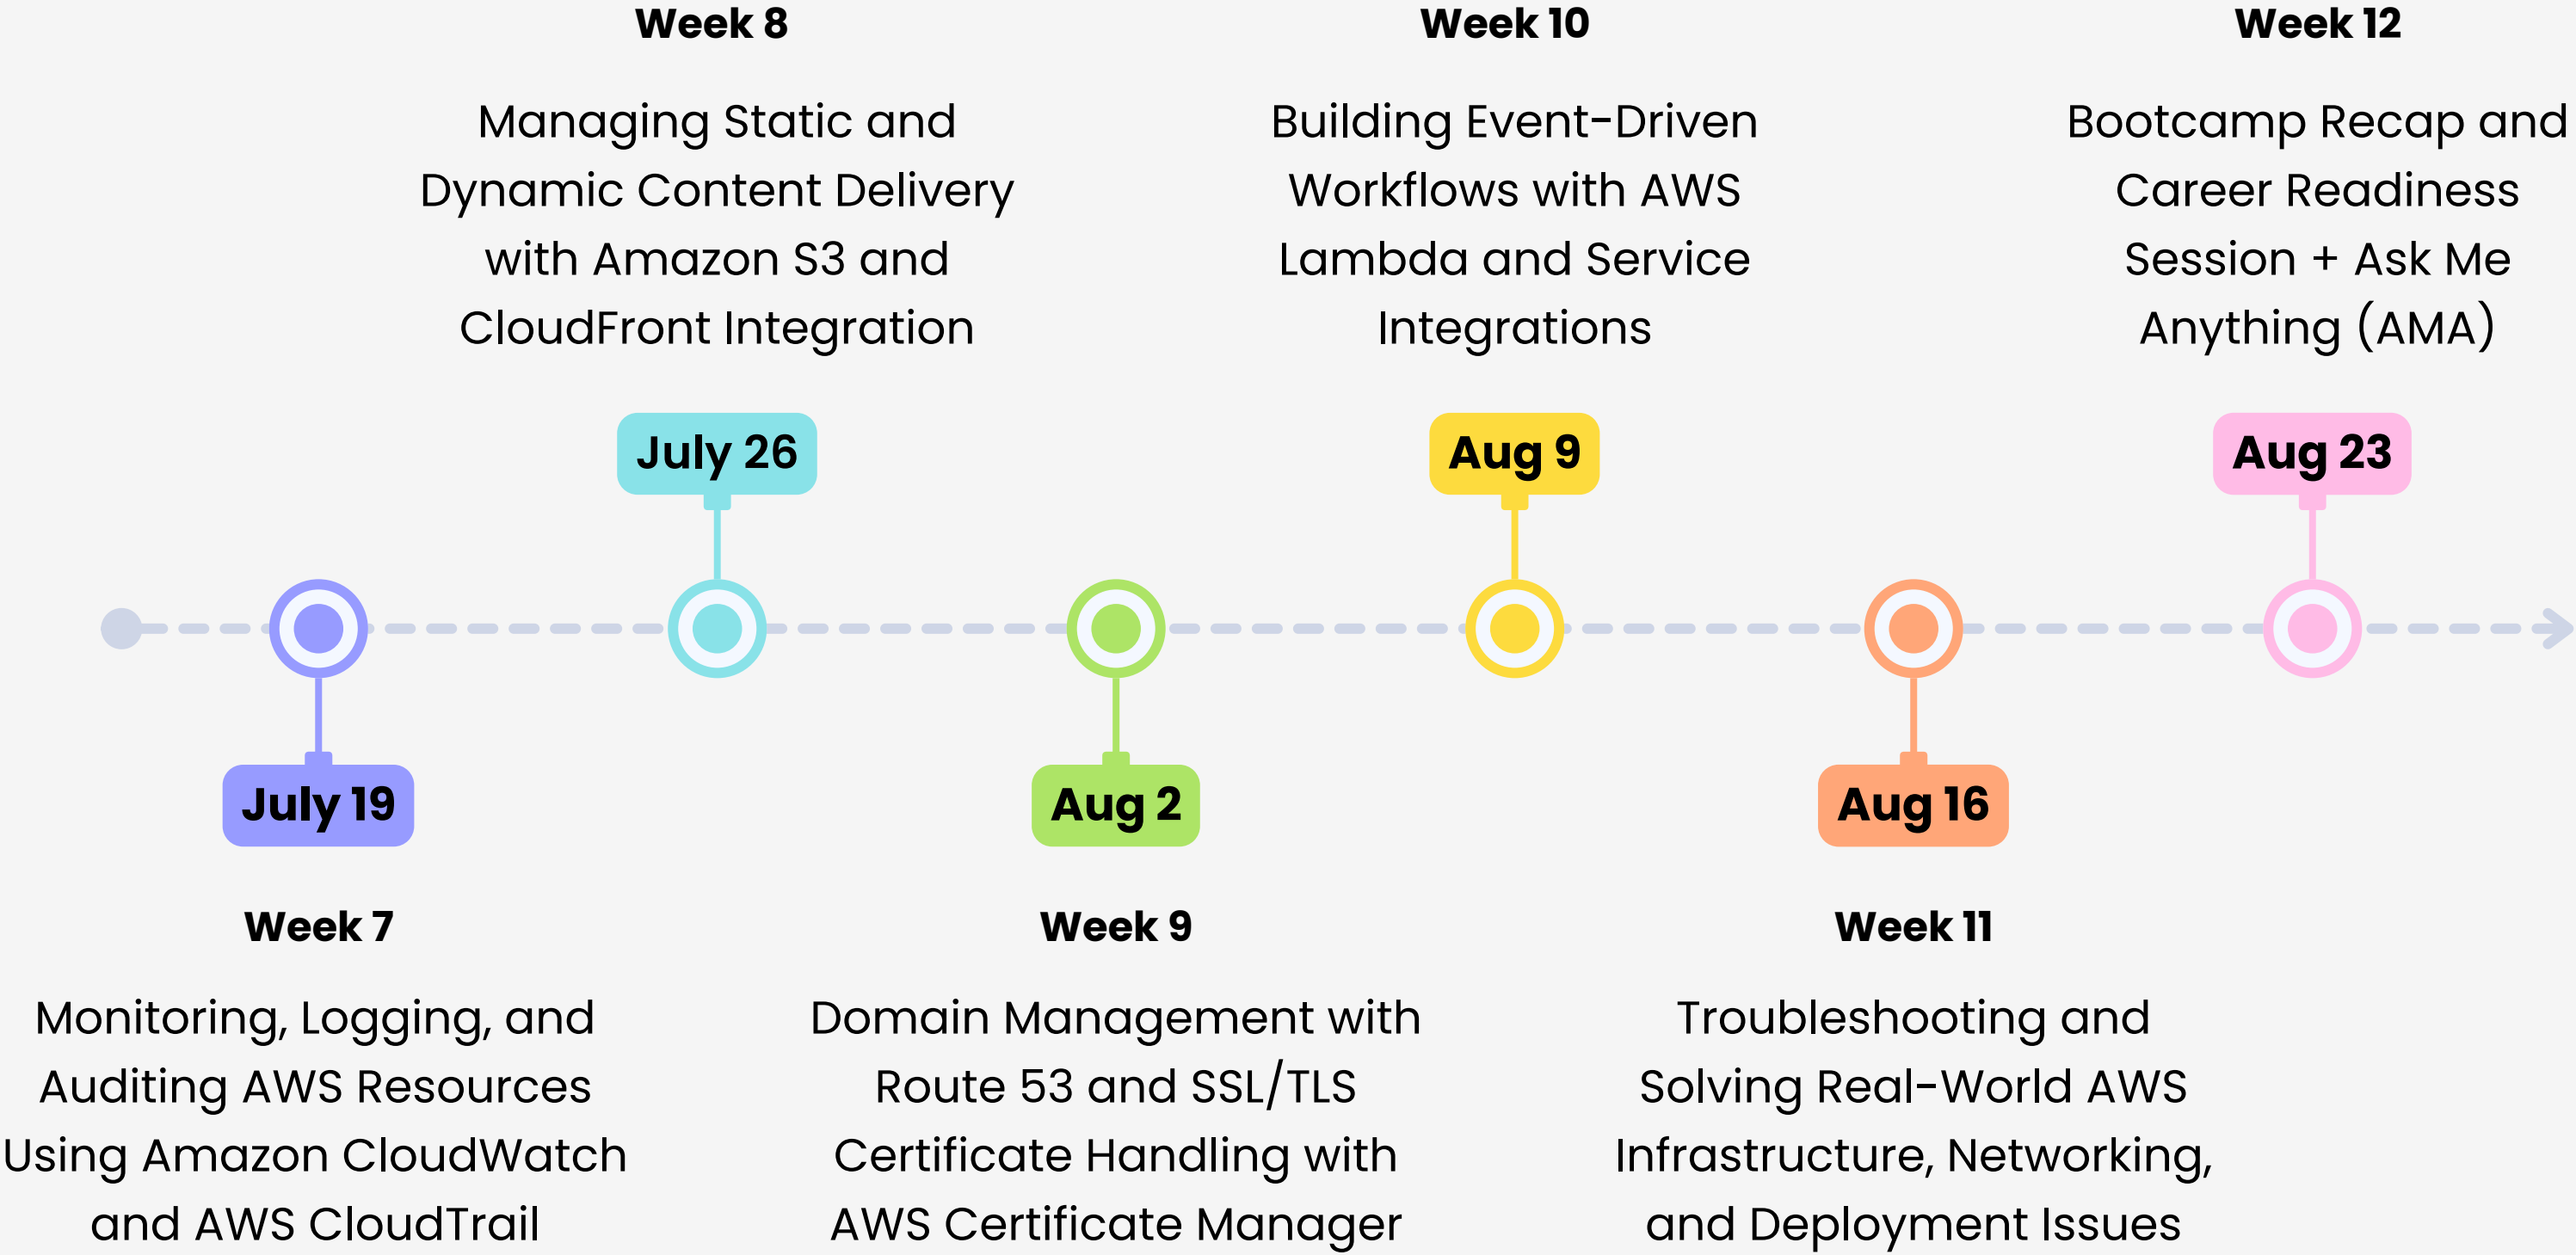 Week 8
Managing Static and
Dynamic Content Delivery
with Amazon S3 and
CloudFront Integration
July 26
Week 10
Building Event-Driven
Workflows with AWS
Lambda and Service
Integrations
Aug 9
Week 12
Bootcamp Recap and
Career Readiness
Session + Ask Me
Anything (AMA)
Aug 23
July 19
Week 7
Monitoring, Logging, and
Auditing AWS Resources
Using Amazon CloudWatch
and AWS CloudTrail
Aug 2
Week 9
Domain Management with
Route 53 and SSL/TLS
Certificate Handling with
AWS Certificate Manager
Aug 16
Week 11
Troubleshooting and
Solving Real-World AWS
Infrastructure, Networking,
and Deployment Issues